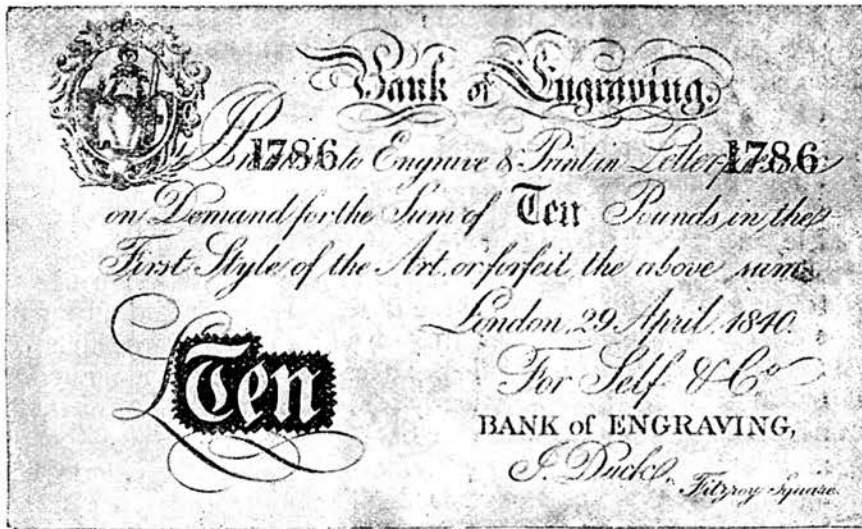 Bank of Engraving.
1786 to Engrave & Print in Letter 1786
on Demand for the Sum of Ten Pounds in the
First Style of the Art, or forfeit the above sum.
London, 29 April, 1840.
For Self & Co
£Ten
BANK of ENGRAVING,
J. Duck
Fitzroy Square.